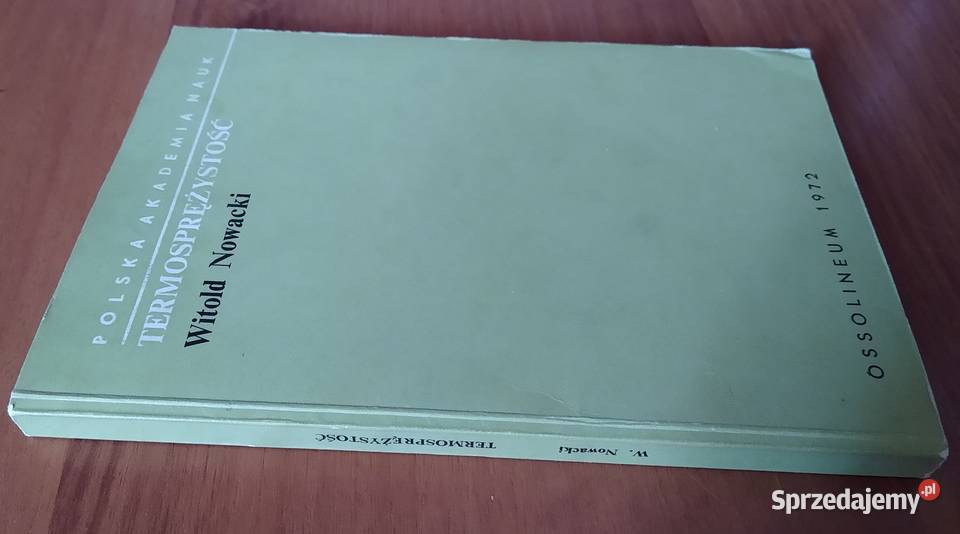 POLSKA AKADEMIA NAUK
TERMOSPRĘŻYSTOŚĆ
Witold Nowacki
OSSOLINEUM 1972
W. Nowacki TERMOSPRĘŻYSTOŚĆ
Sprzedajemy.pl